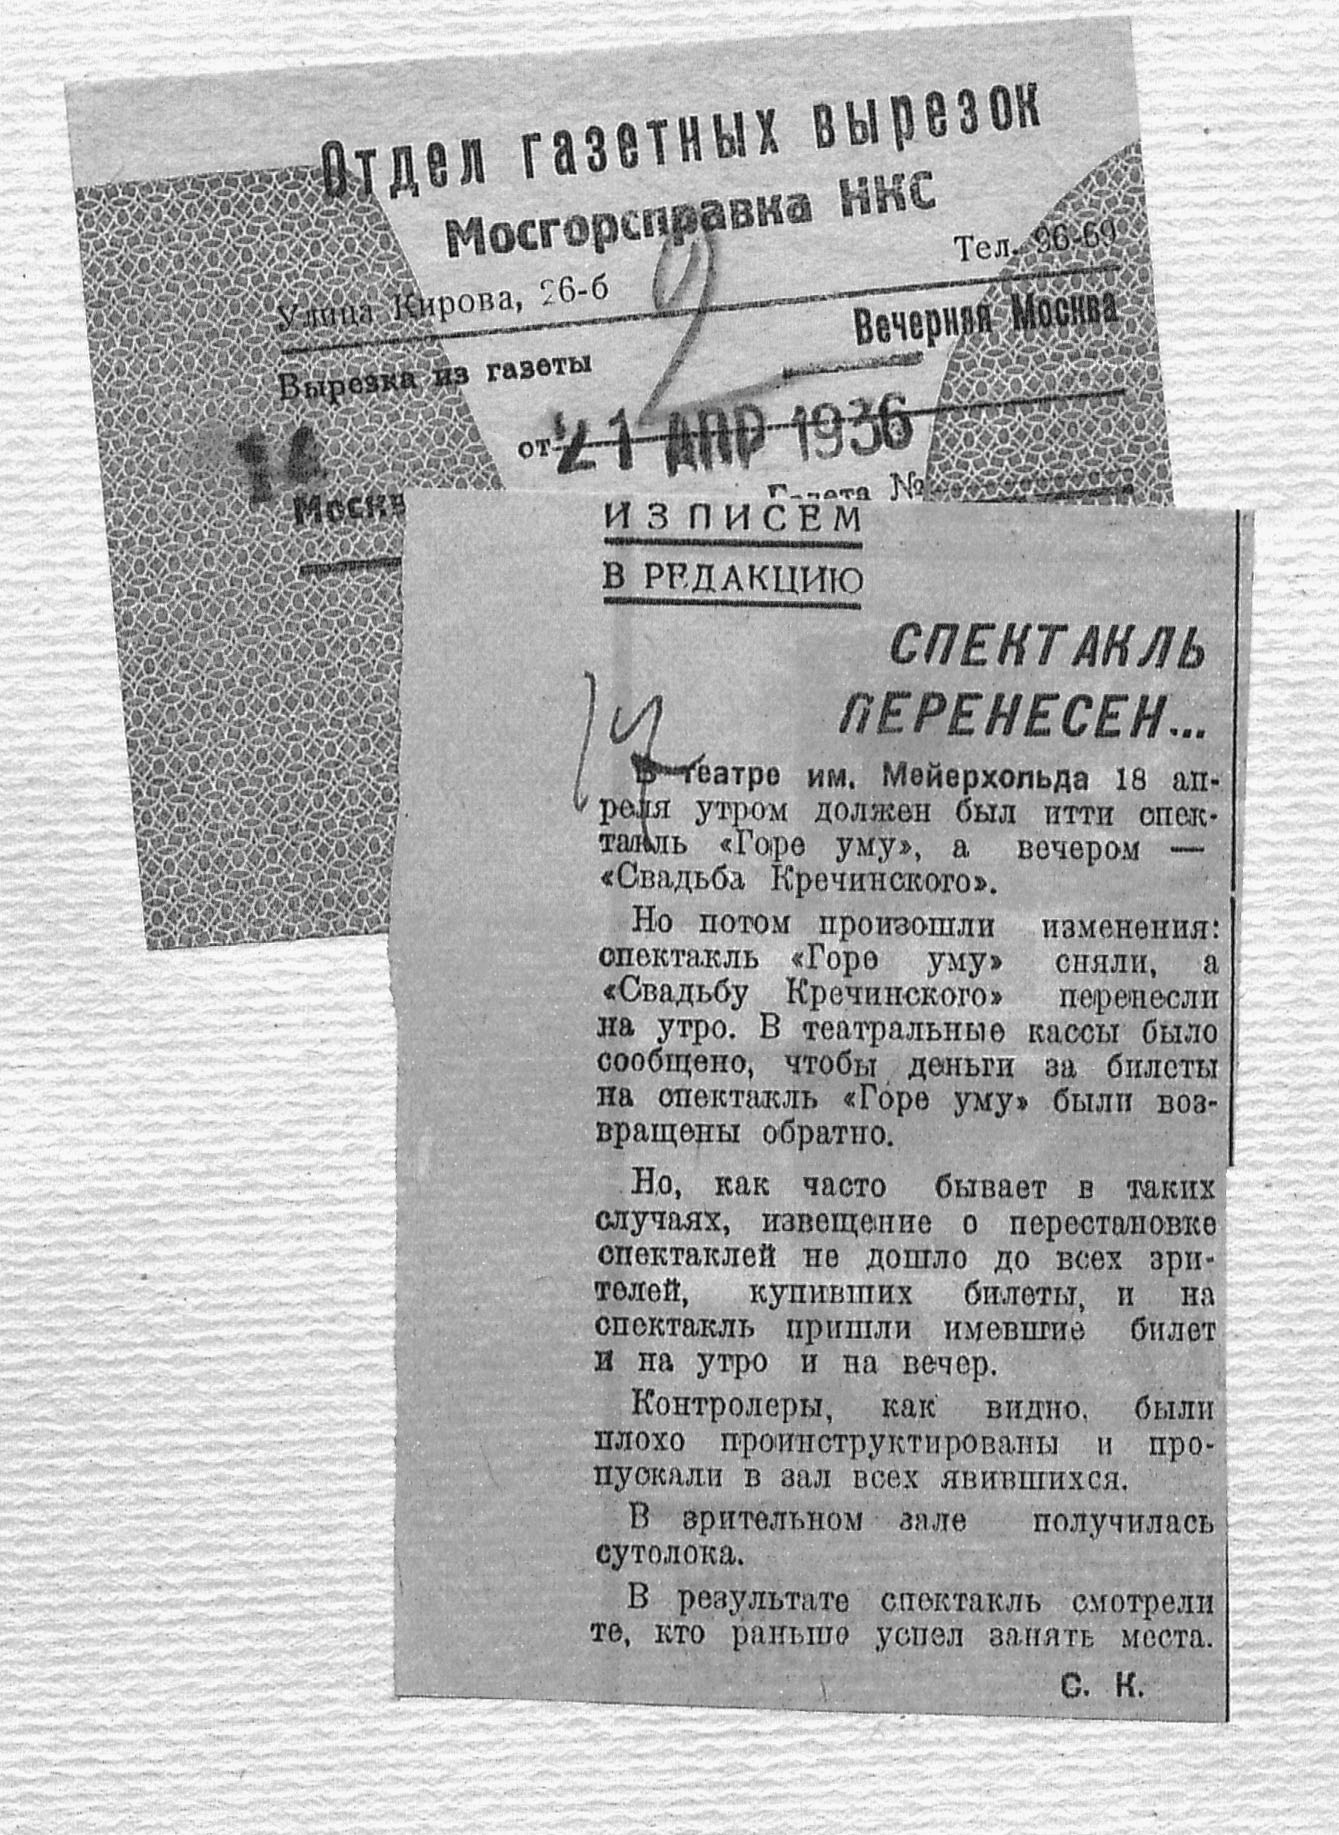 Отдел газетных вырезок
Мосгорсправка НКС
Улица Кирова, 26-б
Тел. 96-69
Вырезка из газеты
Вечерняя Москва
2
от 21 АПР 1936
14
Москв
Газета №
ИЗ ПИСЕМ
В РЕДАКЦИЮ
СПЕКТАКЛЬ
ПЕРЕНЕСЕН...
В театре им. Мейерхольда 18 ап-
реля утром должен был итти спек-
такль «Горе уму», а вечером —
«Свадьба Кречинского».
Но потом произошли изменения:
спектакль «Горе уму» сняли, а
«Свадьбу Кречинского» перенесли
на утро. В театральные кассы было
сообщено, чтобы деньги за билеты
на спектакль «Горе уму» были воз-
вращены обратно.
Но, как часто бывает в таких
случаях, извещение о перестановке
спектаклей не дошло до всех зри-
телей, купивших билеты, и на
спектакль пришли имевшие билет
и на утро и на вечер.
Контролеры, как видно, были
плохо проинструктированы и про-
пускали в зал всех явившихся.
В зрительном зале получилась
сутолока.
В результате спектакль смотрели
те, кто раньше успел занять места.
С. К.